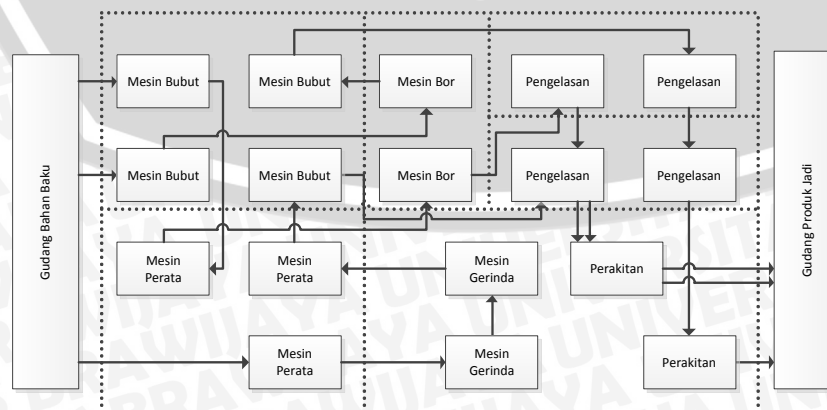 Gudang Bahan Baku
Mesin Bubut
Mesin Bubut
Mesin Bor
Pengelasan
Pengelasan
Gudang Produk Jadi
Mesin Bubut
Mesin Bubut
Mesin Bor
Pengelasan
Pengelasan
Mesin
Perata
Mesin
Perata
Mesin
Gerinda
Perakitan
Mesin
Perata
Mesin
Gerinda
Perakitan